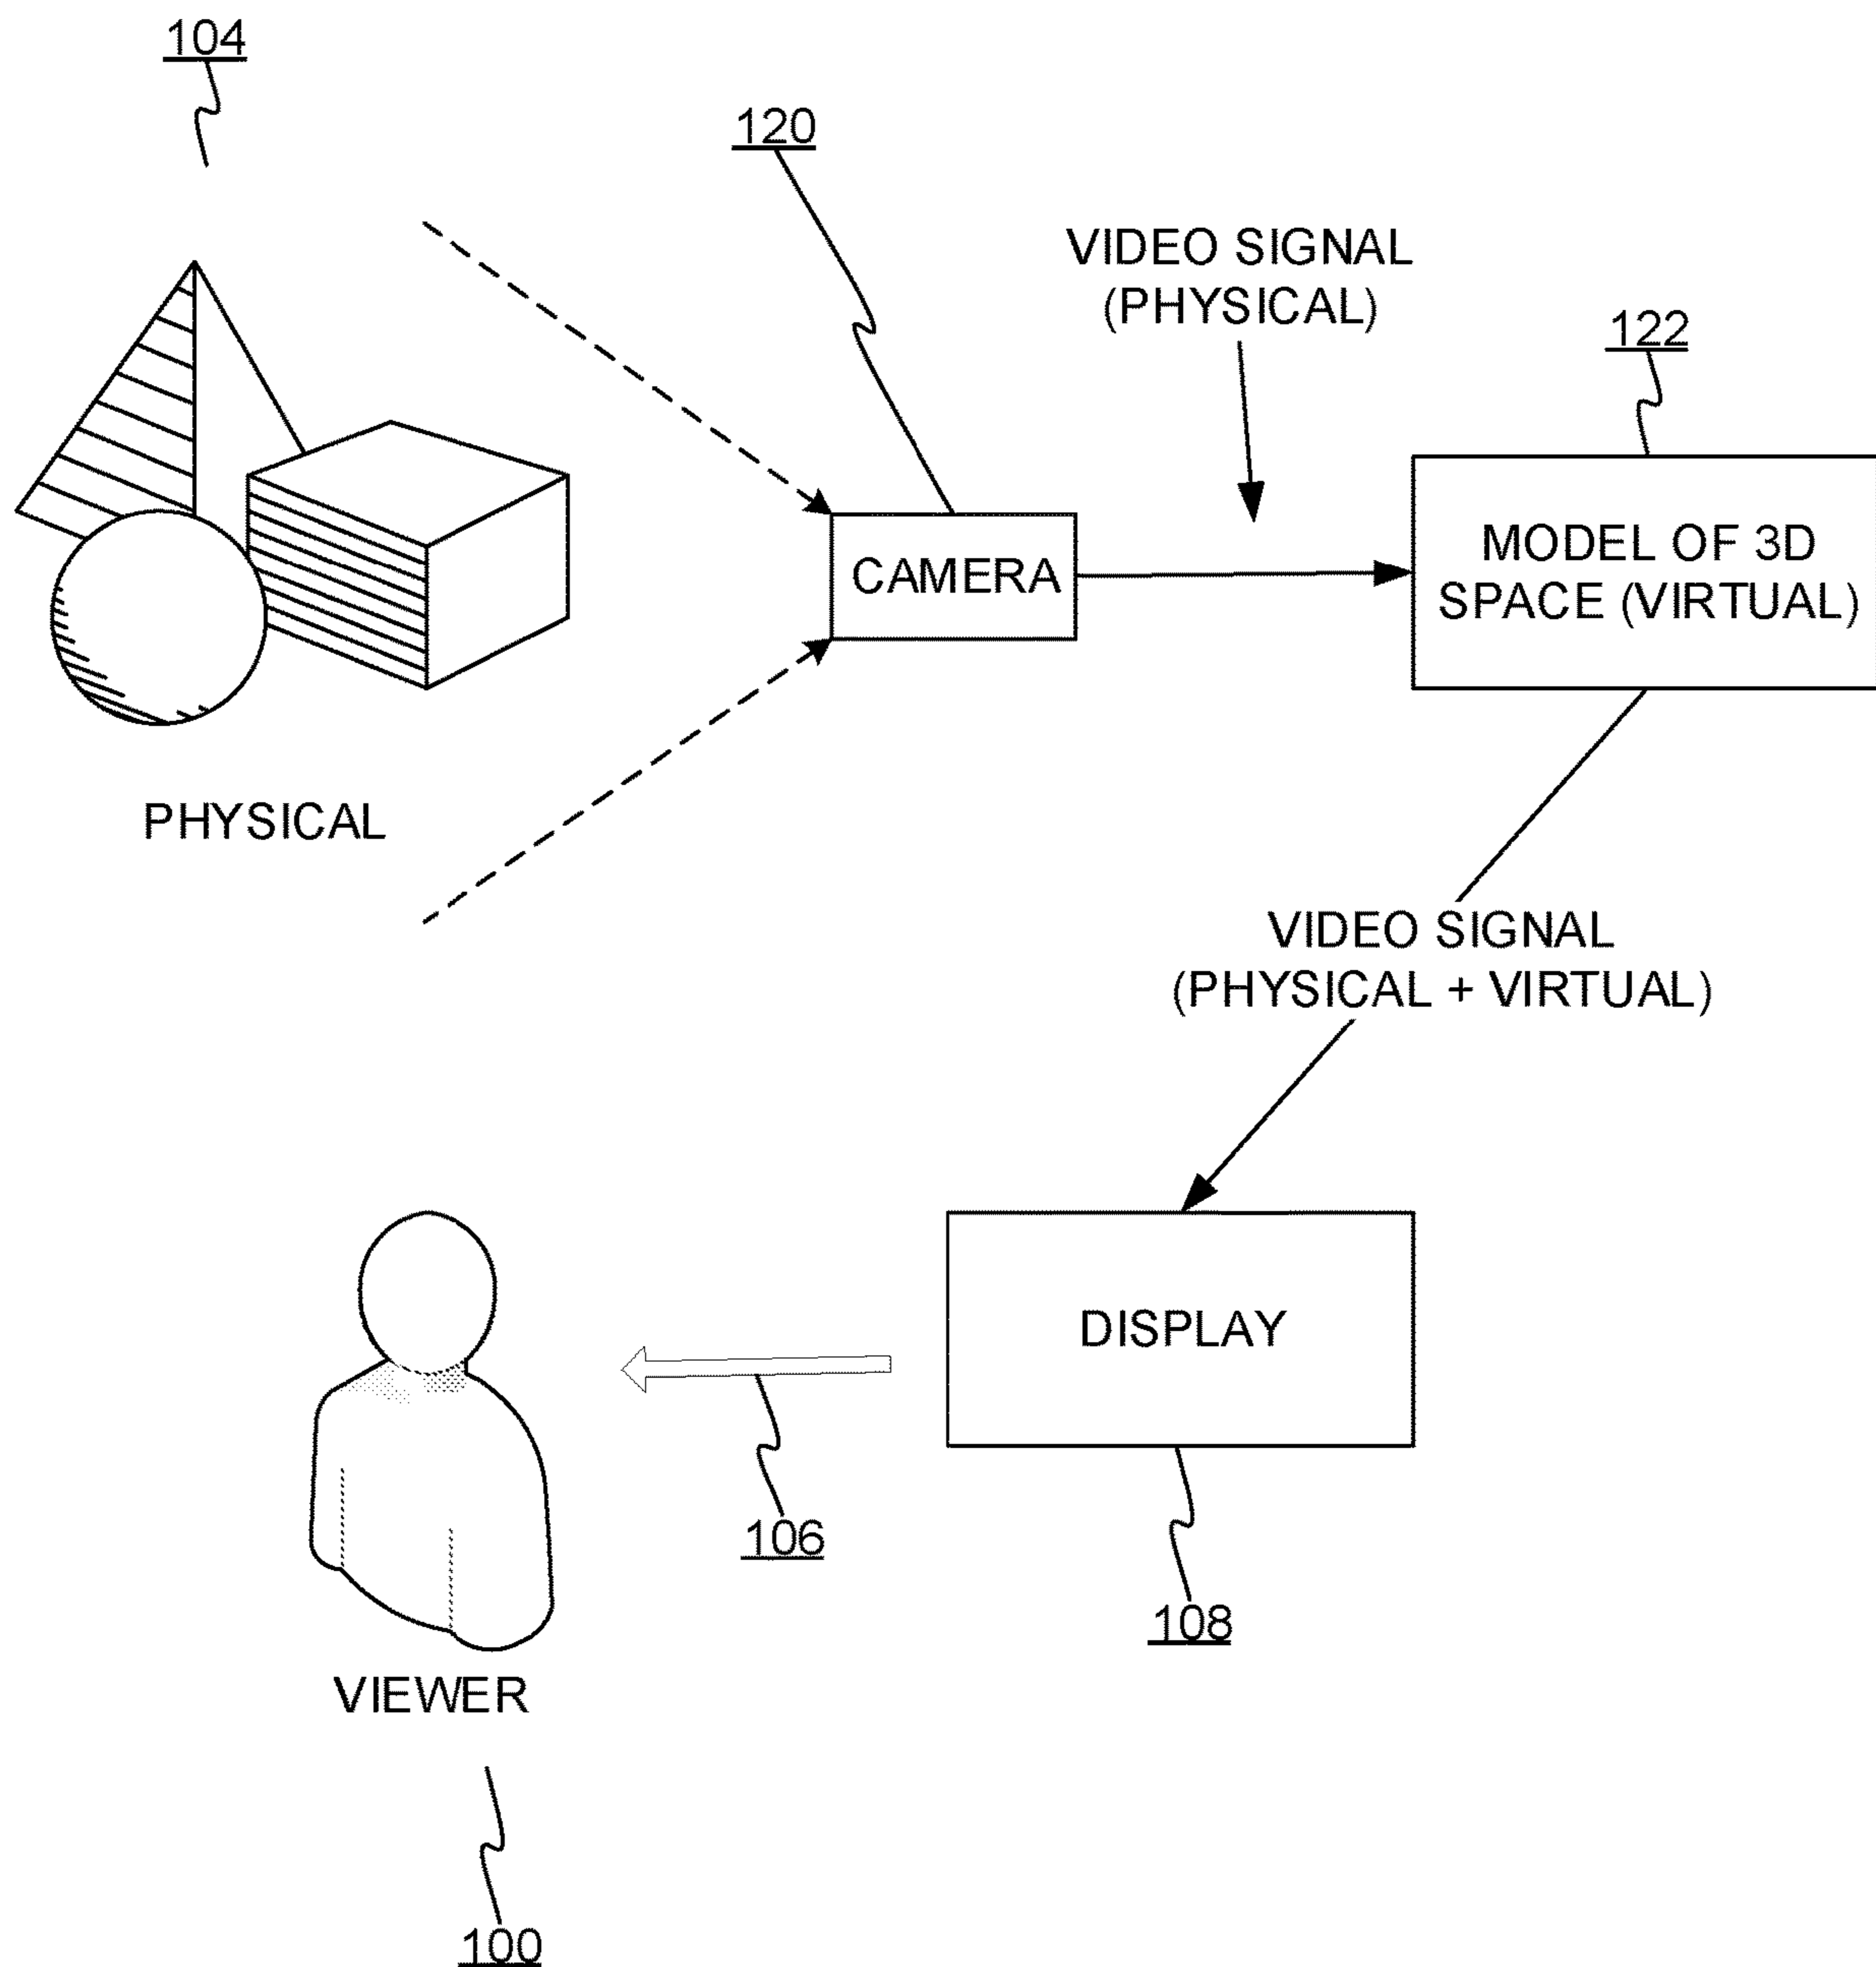 104
120
VIDEO SIGNAL
(PHYSICAL)
122
CAMERA
MODEL OF 3D
SPACE (VIRTUAL)
PHYSICAL
VIDEO SIGNAL
(PHYSICAL + VIRTUAL)
DISPLAY
106
108
VIEWER
100